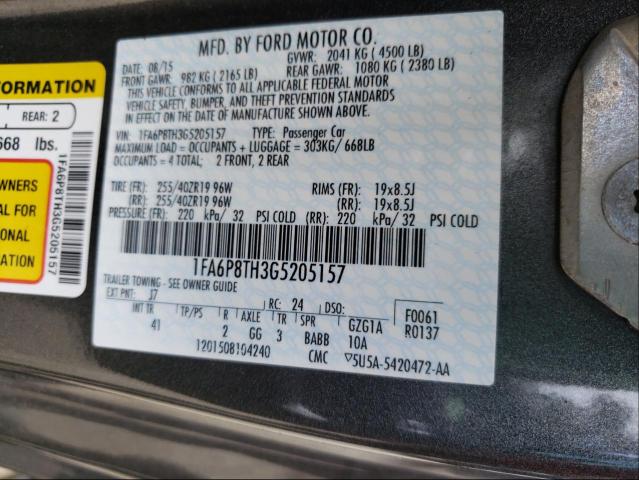 MFD. BY FORD MOTOR CO.
DATE: 08/15 GVWR: 2041 KG ( 4500 LB)
FRONT GAWR: 982 KG ( 2165 LB) REAR GAWR: 1080 KG ( 2380 LB)
THIS VEHICLE CONFORMS TO ALL APPLICABLE FEDERAL MOTOR
VEHICLE SAFETY, BUMPER, AND THEFT PREVENTION STANDARDS
IN EFFECT ON THE DATE OF MANUFACTURE SHOWN ABOVE.
VIN: 1FA6P8TH3G5205157 TYPE: Passenger Car
MAXIMUM LOAD = OCCUPANTS + LUGGAGE = 303KG/ 668LB
OCCUPANTS = 4 TOTAL; 2 FRONT, 2 REAR
TIRE (FR): 255/40ZR19 96W RIMS (FR): 19x8.5J
(RR): 255/40ZR19 96W (RR): 19x8.5J
PRESSURE (FR): 220 kPa/ 32 PSI COLD (RR): 220 kPa/ 32 PSI COLD
1FA6P8TH3G5205157
TRAILER TOWING - SEE OWNER GUIDE
EXT PNT: J7 RC: 24 DSO: F0061
INT TR TP/PS R AXLE TR SPR GZG1A R0137
41 2 GG 3 BABB 10A
1201508104240 CMC 5U5A-5420472-AA
FORMATION
REAR: 2
668 lbs.
WNERS
AL FOR
ONAL
ATION
1FA6P8TH3G5205157